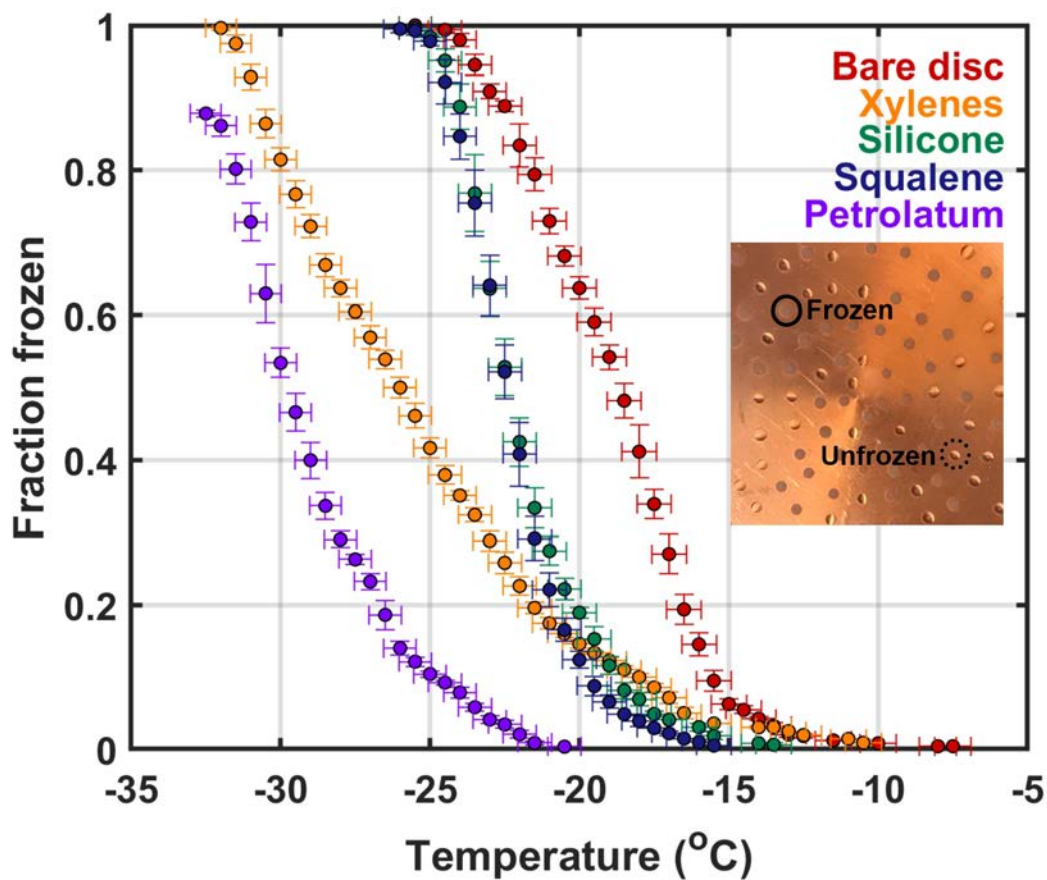 1
0.8
0.6
0.4
0.2
0
Fraction frozen
Bare disc
Xylenes
Silicone
Squalene
Petrolatum
Frozen
Unfrozen
-35 -30 -25 -20 -15 -10 -5
Temperature (°C)